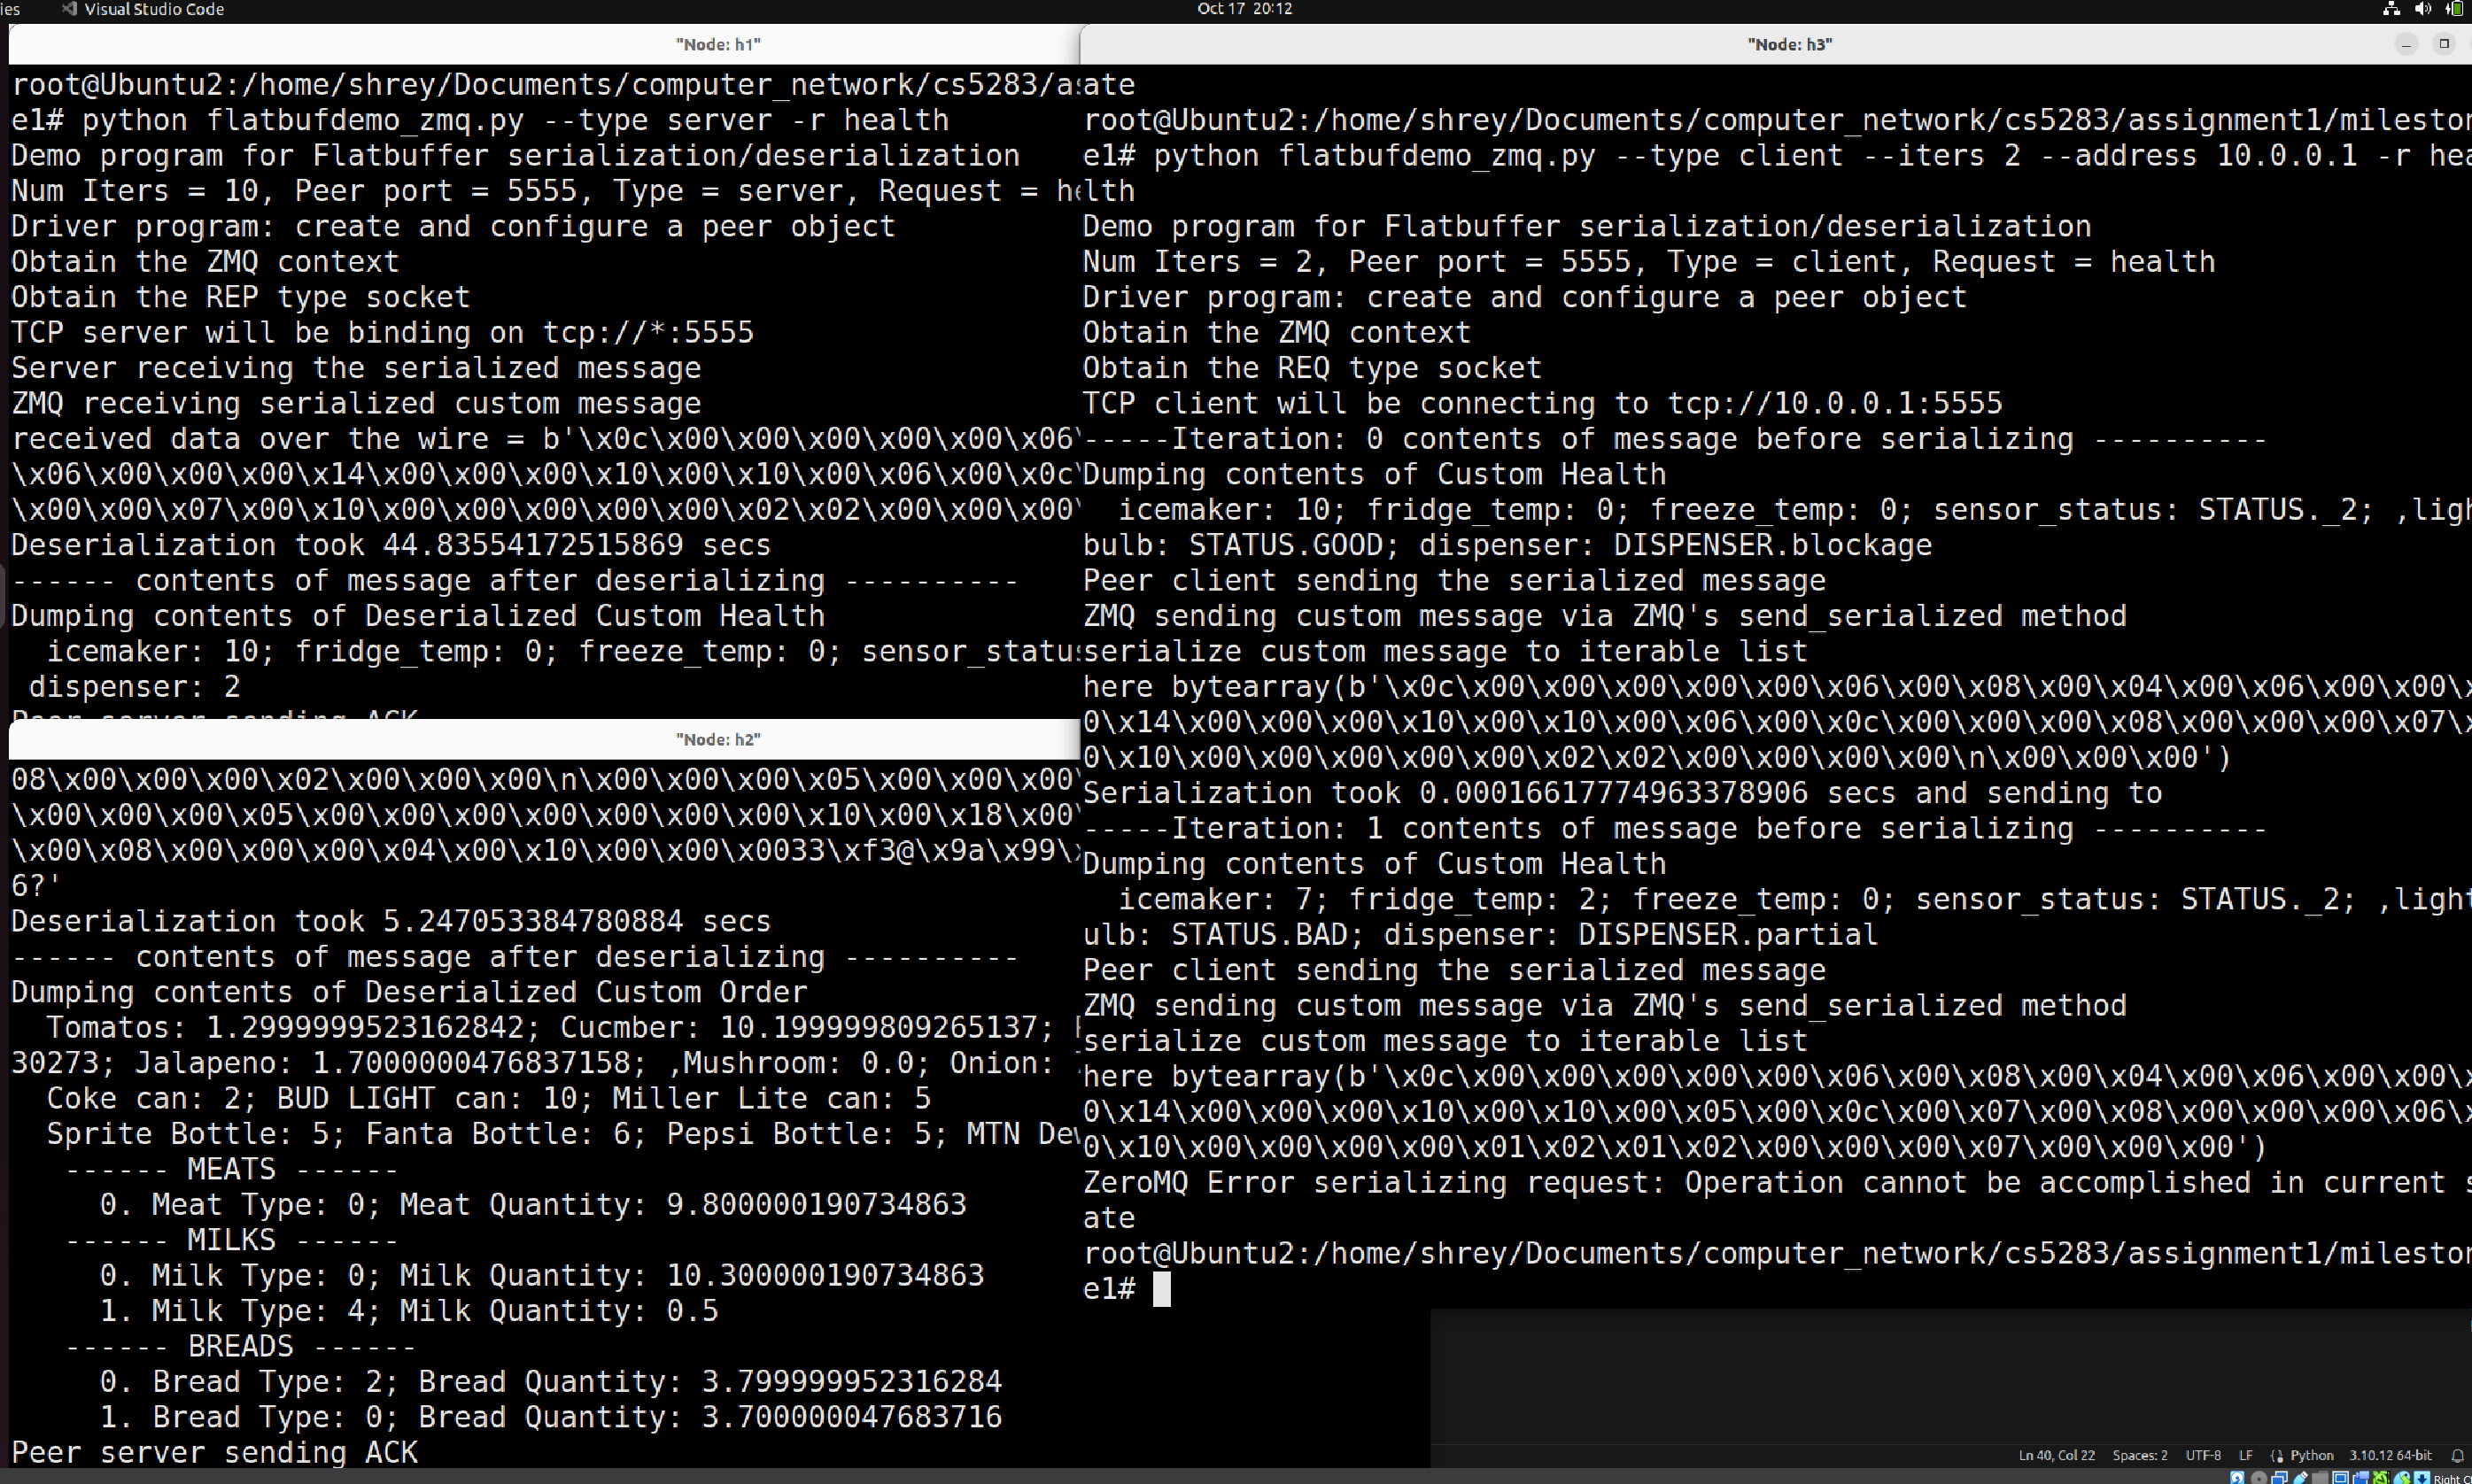 ies Visual Studio Code Oct 17 20:12
"Node: h1"
root@Ubuntu2:/home/shrey/Documents/computer_network/cs5283/as
e1# python flatbufdemo_zmq.py --type server -r health
Demo program for Flatbuffer serialization/deserialization
Num Iters = 10, Peer port = 5555, Type = server, Request = he
Driver program: create and configure a peer object
Obtain the ZMQ context
Obtain the REP type socket
TCP server will be binding on tcp://*:5555
Server receiving the serialized message
ZMQ receiving serialized custom message
received data over the wire = b'\x0c\x00\x00\x00\x00\x00\x06\
\x06\x00\x00\x00\x14\x00\x00\x00\x10\x00\x10\x00\x06\x00\x0c\
\x00\x00\x07\x00\x10\x00\x00\x00\x00\x00\x02\x02\x00\x00\x00\
Deserialization took 44.83554172515869 secs
------ contents of message after deserializing ----------
Dumping contents of Deserialized Custom Health
icemaker: 10; fridge_temp: 0; freeze_temp: 0; sensor_status
dispenser: 2
Peer server sending ACK
"Node: h2"
08\x00\x00\x00\x02\x00\x00\x00\n\x00\x00\x00\x05\x00\x00\x00\
\x00\x00\x00\x05\x00\x00\x00\x00\x00\x00\x00\x10\x00\x18\x00\
\x00\x08\x00\x00\x00\x04\x00\x10\x00\x00\x0033\xf3@\x9a\x99\
6?'
Deserialization took 5.247053384780884 secs
------ contents of message after deserializing ----------
Dumping contents of Deserialized Custom Order
Tomatos: 1.2999999523162842; Cucmber: 10.199999809265137;
30273; Jalapeno: 1.7000000476837158; ,Mushroom: 0.0; Onion:
Coke can: 2; BUD LIGHT can: 10; Miller Lite can: 5
Sprite Bottle: 5; Fanta Bottle: 6; Pepsi Bottle: 5; MTN Dew
------ MEATS ------
0. Meat Type: 0; Meat Quantity: 9.800000190734863
------ MILKS ------
0. Milk Type: 0; Milk Quantity: 10.300000190734863
1. Milk Type: 4; Milk Quantity: 0.5
------ BREADS ------
0. Bread Type: 2; Bread Quantity: 3.799999952316284
1. Bread Type: 0; Bread Quantity: 3.700000047683716
Peer server sending ACK
"Node: h3"
ate
root@Ubuntu2:/home/shrey/Documents/computer_network/cs5283/assignment1/mileston
e1# python flatbufdemo_zmq.py --type client --iters 2 --address 10.0.0.1 -r hea
lth
Demo program for Flatbuffer serialization/deserialization
Num Iters = 2, Peer port = 5555, Type = client, Request = health
Driver program: create and configure a peer object
Obtain the ZMQ context
Obtain the REQ type socket
TCP client will be connecting to tcp://10.0.0.1:5555
-----Iteration: 0 contents of message before serializing ----------
Dumping contents of Custom Health
icemaker: 10; fridge_temp: 0; freeze_temp: 0; sensor_status: STATUS._2; ,ligh
bulb: STATUS.GOOD; dispenser: DISPENSER.blockage
Peer client sending the serialized message
ZMQ sending custom message via ZMQ's send_serialized method
serialize custom message to iterable list
here bytearray(b'\x0c\x00\x00\x00\x00\x00\x06\x00\x08\x00\x04\x00\x06\x00\x00\x
0\x14\x00\x00\x00\x10\x00\x10\x00\x06\x00\x0c\x00\x00\x00\x08\x00\x00\x00\x07\x
0\x10\x00\x00\x00\x00\x00\x02\x02\x00\x00\x00\x00\x00\n\x00\x00\x00')
Serialization took 0.00016617774963378906 secs and sending to
-----Iteration: 1 contents of message before serializing ----------
Dumping contents of Custom Health
icemaker: 7; fridge_temp: 2; freeze_temp: 0; sensor_status: STATUS._2; ,light
ulb: STATUS.BAD; dispenser: DISPENSER.partial
Peer client sending the serialized message
ZMQ sending custom message via ZMQ's send_serialized method
serialize custom message to iterable list
here bytearray(b'\x0c\x00\x00\x00\x00\x00\x06\x00\x08\x00\x04\x00\x06\x00\x00\x
0\x14\x00\x00\x00\x10\x00\x10\x00\x05\x00\x0c\x00\x07\x00\x08\x00\x00\x00\x06\x
0\x10\x00\x00\x00\x00\x00\x01\x02\x01\x02\x00\x00\x00\x07\x00\x00\x00')
ZeroMQ Error serializing request: Operation cannot be accomplished in current s
ate
root@Ubuntu2:/home/shrey/Documents/computer_network/cs5283/assignment1/mileston
e1#
Ln 40, Col 22 Spaces: 2 UTF-8 LF Python 3.10.12 64-bit
Right C